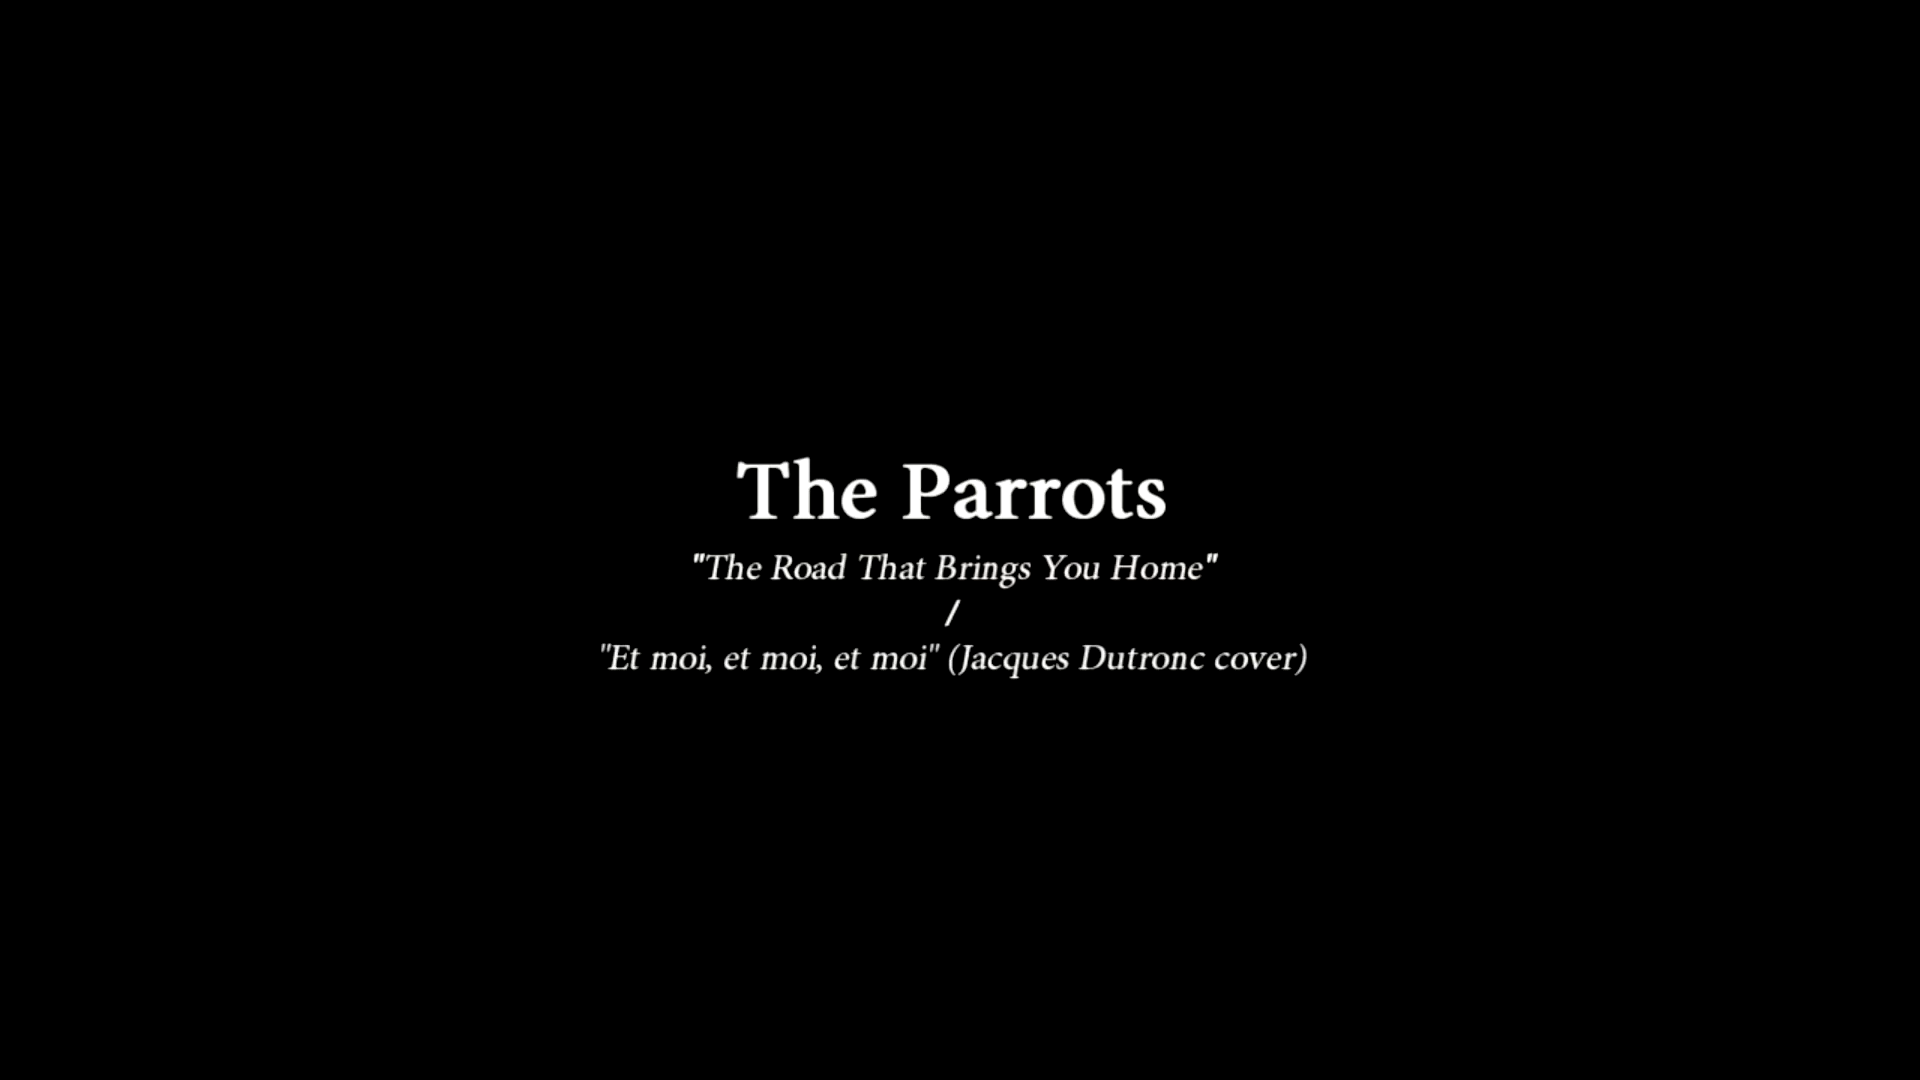 The Parrots
"The Road That Brings You Home"
/
"Et moi, et moi, et moi" (Jacques Dutronc cover)